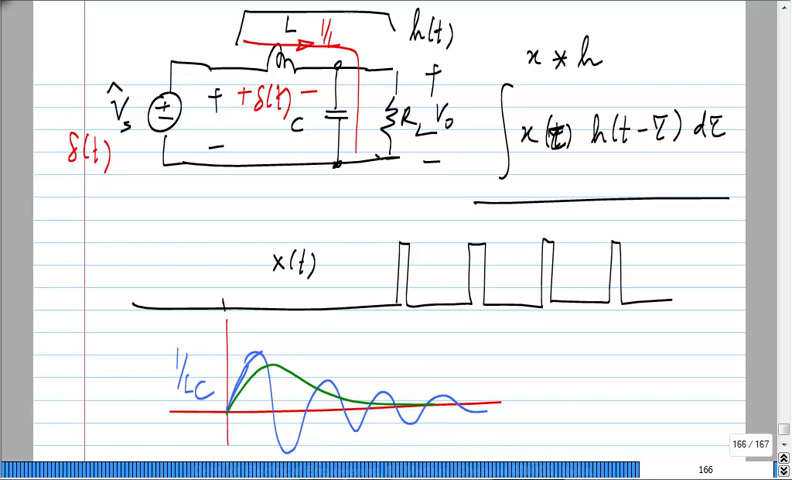 L 1/L h(t)
x * h
V̂s + + δ(t) − C RL + Vo
∫ x(τ) h(t-τ) dτ
δ(t) − −
x(t)
1/LC
166 / 167
166